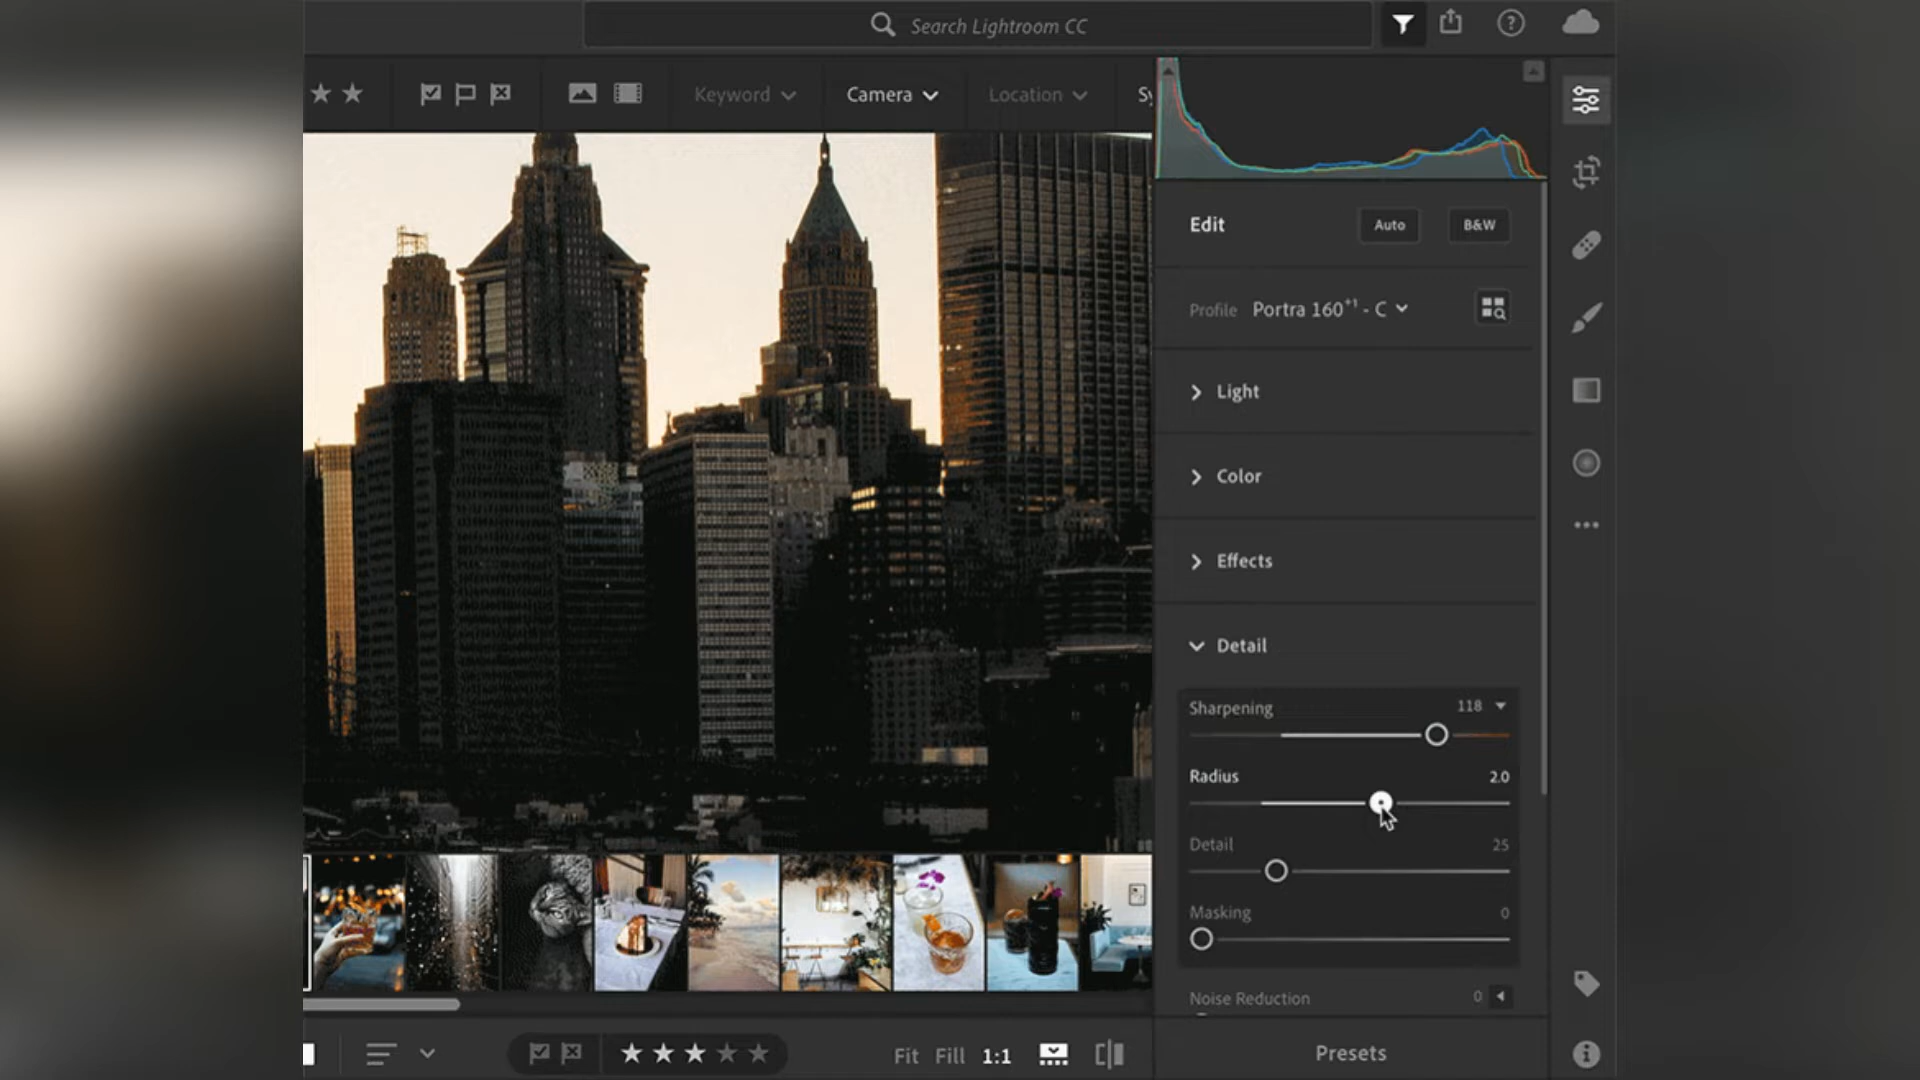 Search Lightroom CC
Keyword
Camera
Location
Sy
Edit
Auto
B&W
Profile Portra 160⁺¹ - C
Light
Color
Effects
Detail
Sharpening 118
Radius 2.0
Detail 25
Masking 0
Noise Reduction 0
Fit Fill 1:1
Presets